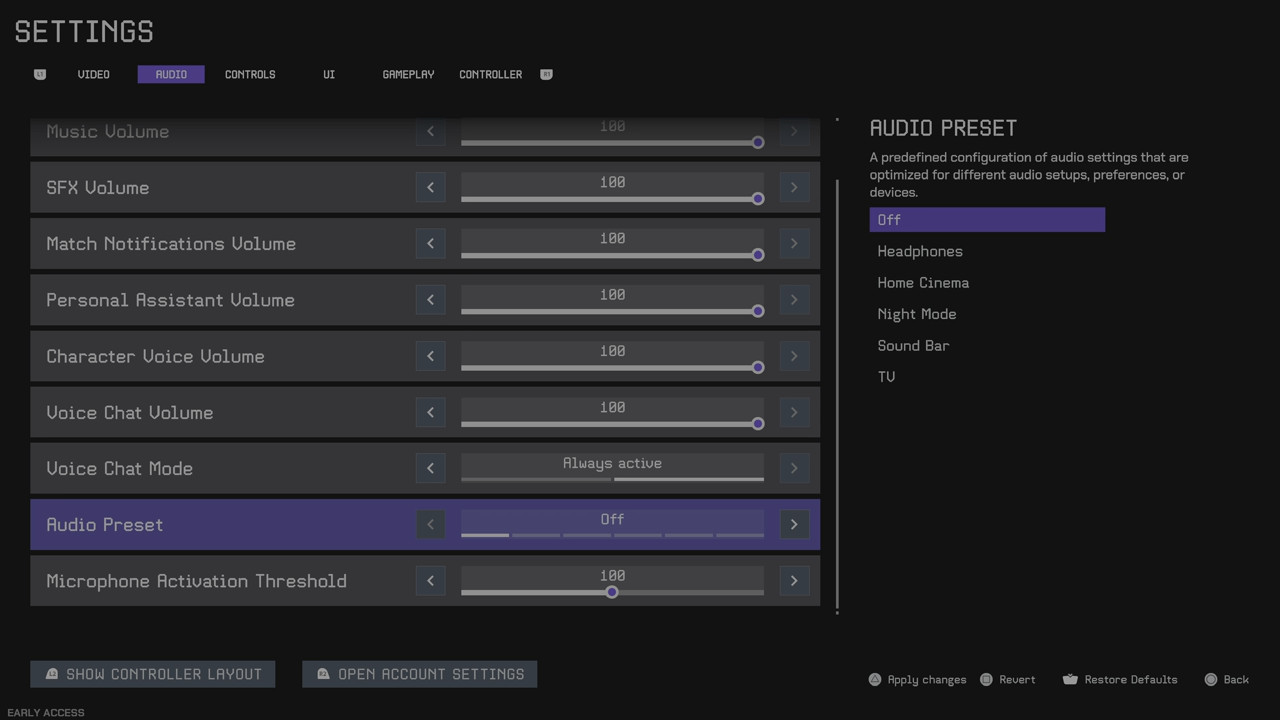 SETTINGS
L1 VIDEO AUDIO CONTROLS UI GAMEPLAY CONTROLLER R1
Music Volume 100
SFX Volume 100
Match Notifications Volume 100
Personal Assistant Volume 100
Character Voice Volume 100
Voice Chat Volume 100
Voice Chat Mode Always active
Audio Preset Off
Microphone Activation Threshold 100
AUDIO PRESET
A predefined configuration of audio settings that are
optimized for different audio setups, preferences, or
devices.
Off
Headphones
Home Cinema
Night Mode
Sound Bar
TV
L2 SHOW CONTROLLER LAYOUT R2 OPEN ACCOUNT SETTINGS
Apply changes Revert Restore Defaults Back
EARLY ACCESS